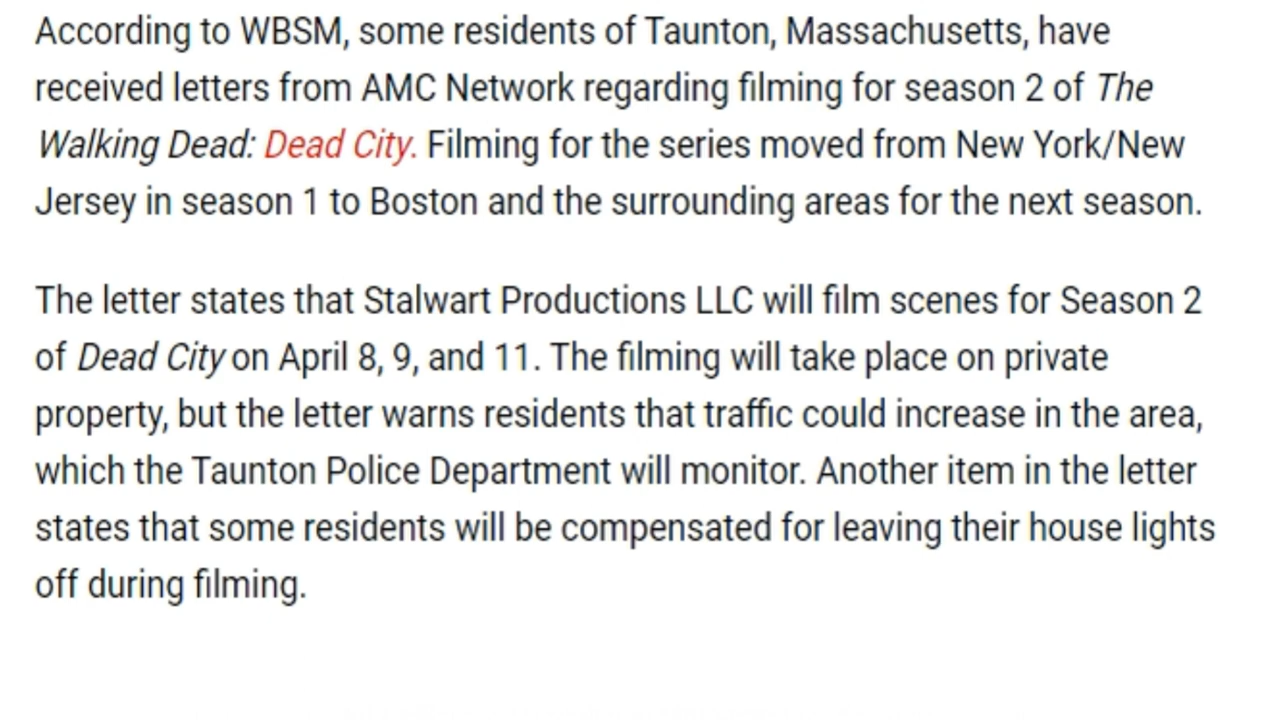 According to WBSM, some residents of Taunton, Massachusetts, have
received letters from AMC Network regarding filming for season 2 of The
Walking Dead: Dead City. Filming for the series moved from New York/New
Jersey in season 1 to Boston and the surrounding areas for the next season.
The letter states that Stalwart Productions LLC will film scenes for Season 2
of Dead City on April 8, 9, and 11. The filming will take place on private
property, but the letter warns residents that traffic could increase in the area,
which the Taunton Police Department will monitor. Another item in the letter
states that some residents will be compensated for leaving their house lights
off during filming.